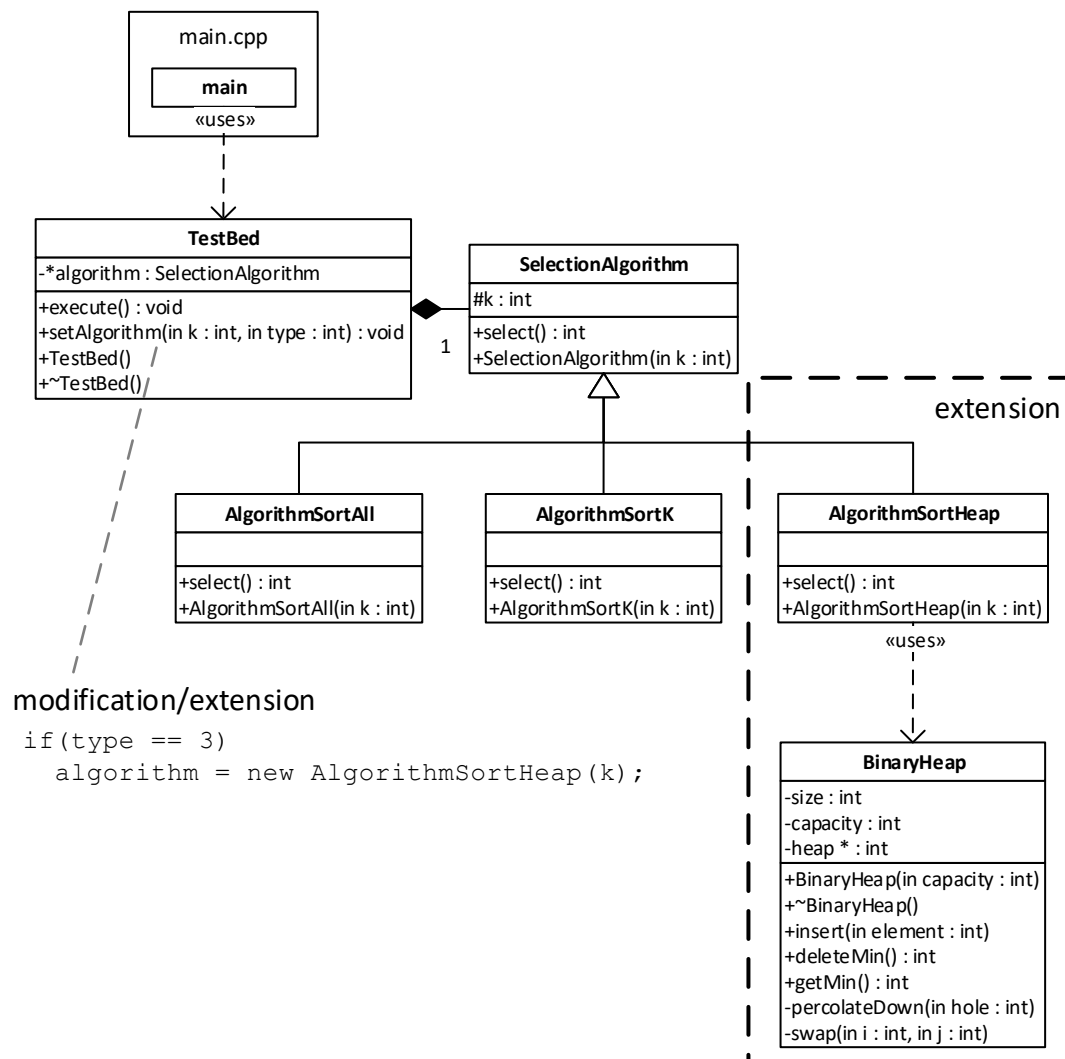 main.cpp
main
«uses»
TestBed
-*algorithm : SelectionAlgorithm
+execute() : void
+setAlgorithm(in k : int, in type : int) : void
+TestBed()
+~TestBed()
1
SelectionAlgorithm
#k : int
+select() : int
+SelectionAlgorithm(in k : int)
extension
AlgorithmSortAll
+select() : int
+AlgorithmSortAll(in k : int)
AlgorithmSortK
+select() : int
+AlgorithmSortK(in k : int)
AlgorithmSortHeap
+select() : int
+AlgorithmSortHeap(in k : int)
«uses»
modification/extension
if(type == 3)
algorithm = new AlgorithmSortHeap(k);
BinaryHeap
-size : int
-capacity : int
-heap * : int
+BinaryHeap(in capacity : int)
+~BinaryHeap()
+insert(in element : int)
+deleteMin() : int
+getMin() : int
-percolateDown(in hole : int)
-swap(in i : int, in j : int)